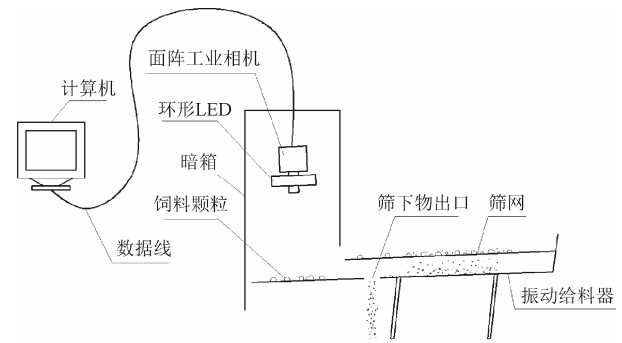 面阵工业相机
计算机
环形LED
暗箱
筛下物出口
筛网
饲料颗粒
数据线
振动给料器